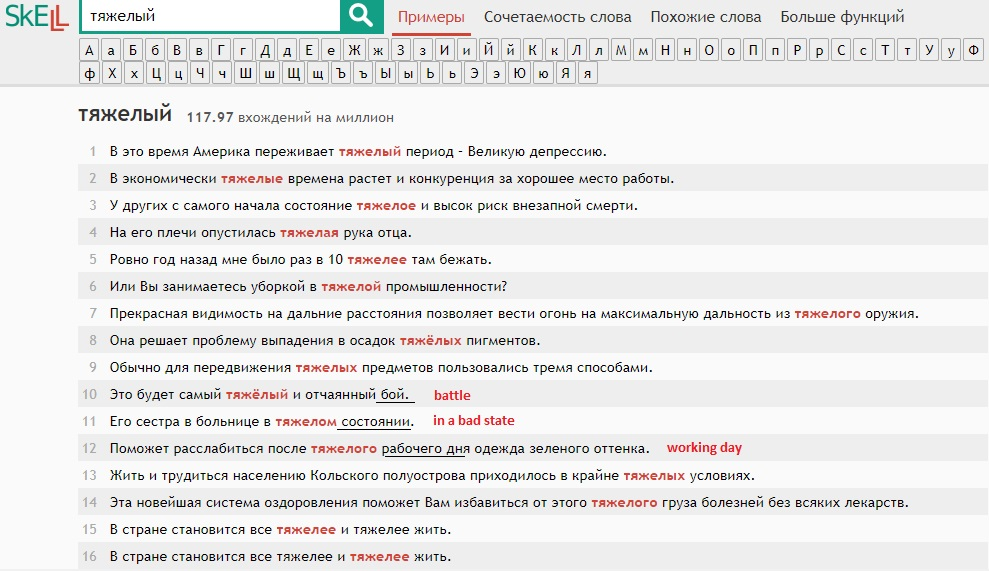 SkELL тяжелый Примеры Сочетаемость слова Похожие слова Больше функций
А а Б б В в Г г Д д Е е Ж ж З з И и Й й К к Л л М м Н н О о П п Р р С с Т т У у Ф
ф Х х Ц ц Ч ч Ш ш Щ щ Ъ ъ Ы ы Ь ь Э э Ю ю Я я
тяжелый 117.97 вхождений на миллион
1 В это время Америка переживает тяжелый период - Великую депрессию.
2 В экономически тяжелые времена растет и конкуренция за хорошее место работы.
3 У других с самого начала состояние тяжелое и высок риск внезапной смерти.
4 На его плечи опустилась тяжелая рука отца.
5 Ровно год назад мне было раз в 10 тяжелее там бежать.
6 Или Вы занимаетесь уборкой в тяжелой промышленности?
7 Прекрасная видимость на дальние расстояния позволяет вести огонь на максимальную дальность из тяжелого оружия.
8 Она решает проблему выпадения в осадок тяжёлых пигментов.
9 Обычно для передвижения тяжелых предметов пользовались тремя способами.
10 Это будет самый тяжёлый и отчаянный бой. battle
11 Его сестра в больнице в тяжелом состоянии. in a bad state
12 Поможет расслабиться после тяжелого рабочего дня одежда зеленого оттенка. working day
13 Жить и трудиться населению Кольского полуострова приходилось в крайне тяжелых условиях.
14 Эта новейшая система оздоровления поможет Вам избавиться от этого тяжелого груза болезней без всяких лекарств.
15 В стране становится все тяжелее и тяжелее жить.
16 В стране становится все тяжелее и тяжелее жить.